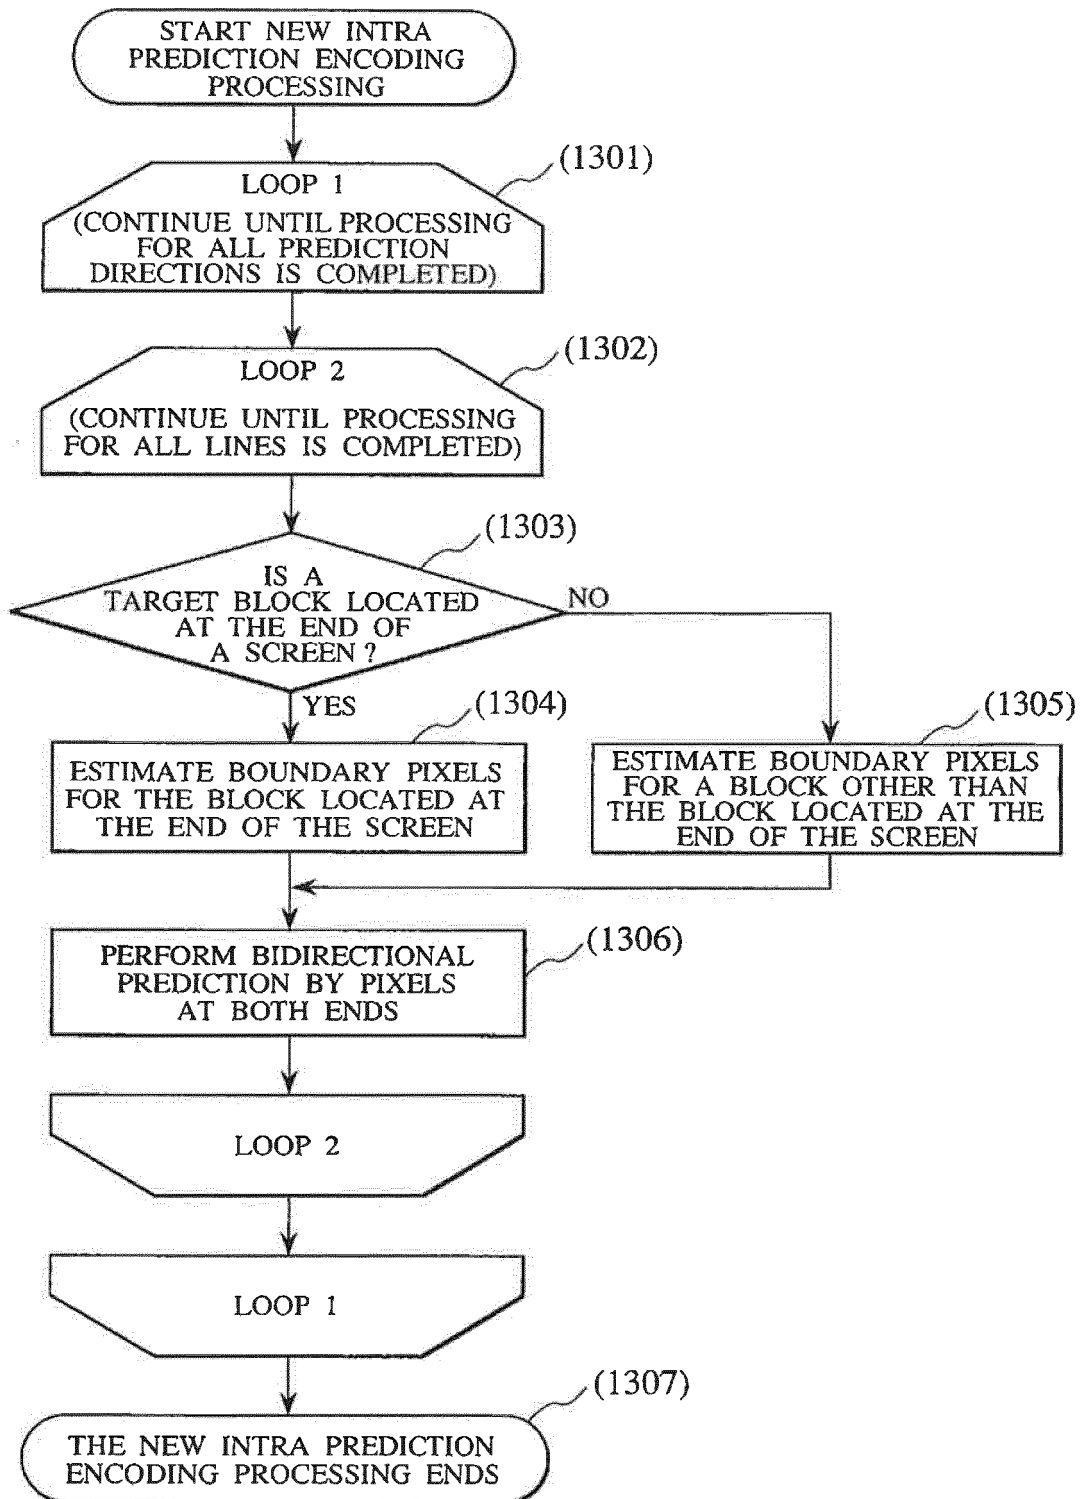 START NEW INTRA
PREDICTION ENCODING
PROCESSING
(1301)
LOOP 1
(CONTINUE UNTIL PROCESSING
FOR ALL PREDICTION
DIRECTIONS IS COMPLETED)
(1302)
LOOP 2
(CONTINUE UNTIL PROCESSING
FOR ALL LINES IS COMPLETED)
(1303)
IS A
TARGET BLOCK LOCATED
AT THE END OF
A SCREEN ?
NO
YES
(1304)
ESTIMATE BOUNDARY PIXELS
FOR THE BLOCK LOCATED AT
THE END OF THE SCREEN
(1305)
ESTIMATE BOUNDARY PIXELS
FOR A BLOCK OTHER THAN
THE BLOCK LOCATED AT THE
END OF THE SCREEN
(1306)
PERFORM BIDIRECTIONAL
PREDICTION BY PIXELS
AT BOTH ENDS
LOOP 2
LOOP 1
(1307)
THE NEW INTRA PREDICTION
ENCODING PROCESSING ENDS